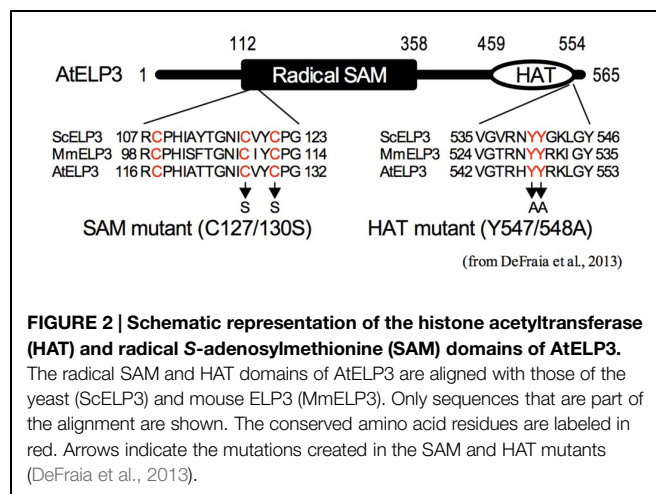 112 358 459 554
AtELP3 1 Radical SAM HAT 565
ScELP3 107 RCPHIAYTGNICVYCPG 123
MmELP3 98 RCPHISFTGNICIYCPG 114
AtELP3 116 RCPHIATTGNICVYCPG 132
S S
SAM mutant (C127/130S)
ScELP3 535 VGVRNYYGKLGY 546
MmELP3 524 VGTRNYYRKIGY 535
AtELP3 542 VGTRHYYRKLGY 553
AA
HAT mutant (Y547/548A)
(from DeFraia et al., 2013)
FIGURE 2 | Schematic representation of the histone acetyltransferase
(HAT) and radical S-adenosylmethionine (SAM) domains of AtELP3.
The radical SAM and HAT domains of AtELP3 are aligned with those of the
yeast (ScELP3) and mouse ELP3 (MmELP3). Only sequences that are part of
the alignment are shown. The conserved amino acid residues are labeled in
red. Arrows indicate the mutations created in the SAM and HAT mutants
(DeFraia et al., 2013).